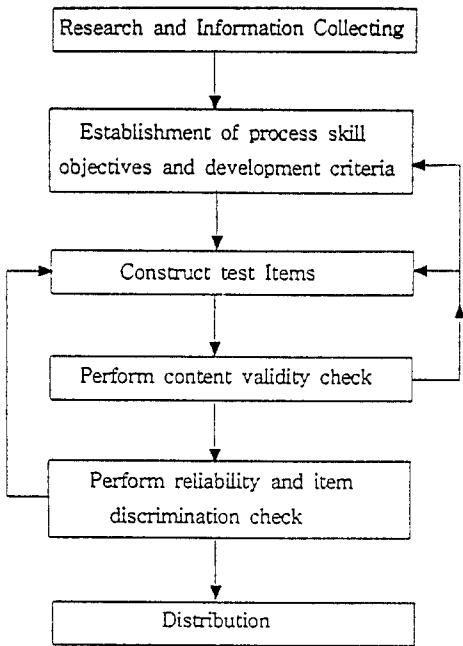 Research and Information Collecting
Establishment of process skill
objectives and development criteria
Construct test Items
Perform content validity check
Perform reliability and item
discrimination check
Distribution